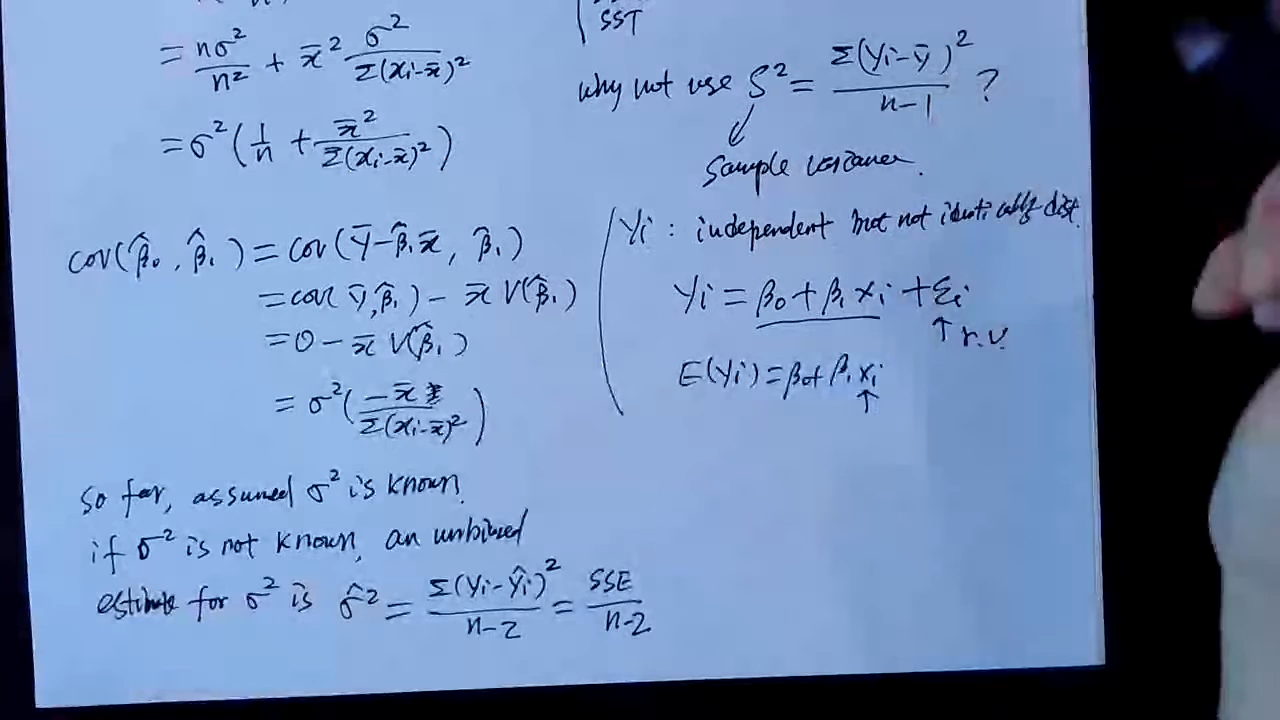 = nσ²/n² + x̄² σ²/Σ(xi-x̄)²
= σ²(1/n + x̄²/Σ(xi-x̄)²)
cov(β̂₀, β̂₁) = cov(ȳ-β̂₁x̄, β̂₁)
= cov(ȳ, β̂₁) - x̄ V(β̂₁)
= 0 - x̄ V(β̂₁)
= σ²(-x̄/Σ(xi-x̄)²)
so far, assumed σ² is known.
if σ² is not known, an unbiased
estimate for σ² is σ̂² = Σ(yi-ŷi)²/n-2 = SSE/n-2
SST
why not use S² = Σ(yi-ȳ)²/n-1 ?
sample variance.
Yi : independent but not identically dist.
Yi = β₀ + β₁xi + εi
↑ r.v.
E(Yi) = β₀ + β₁xi
↑